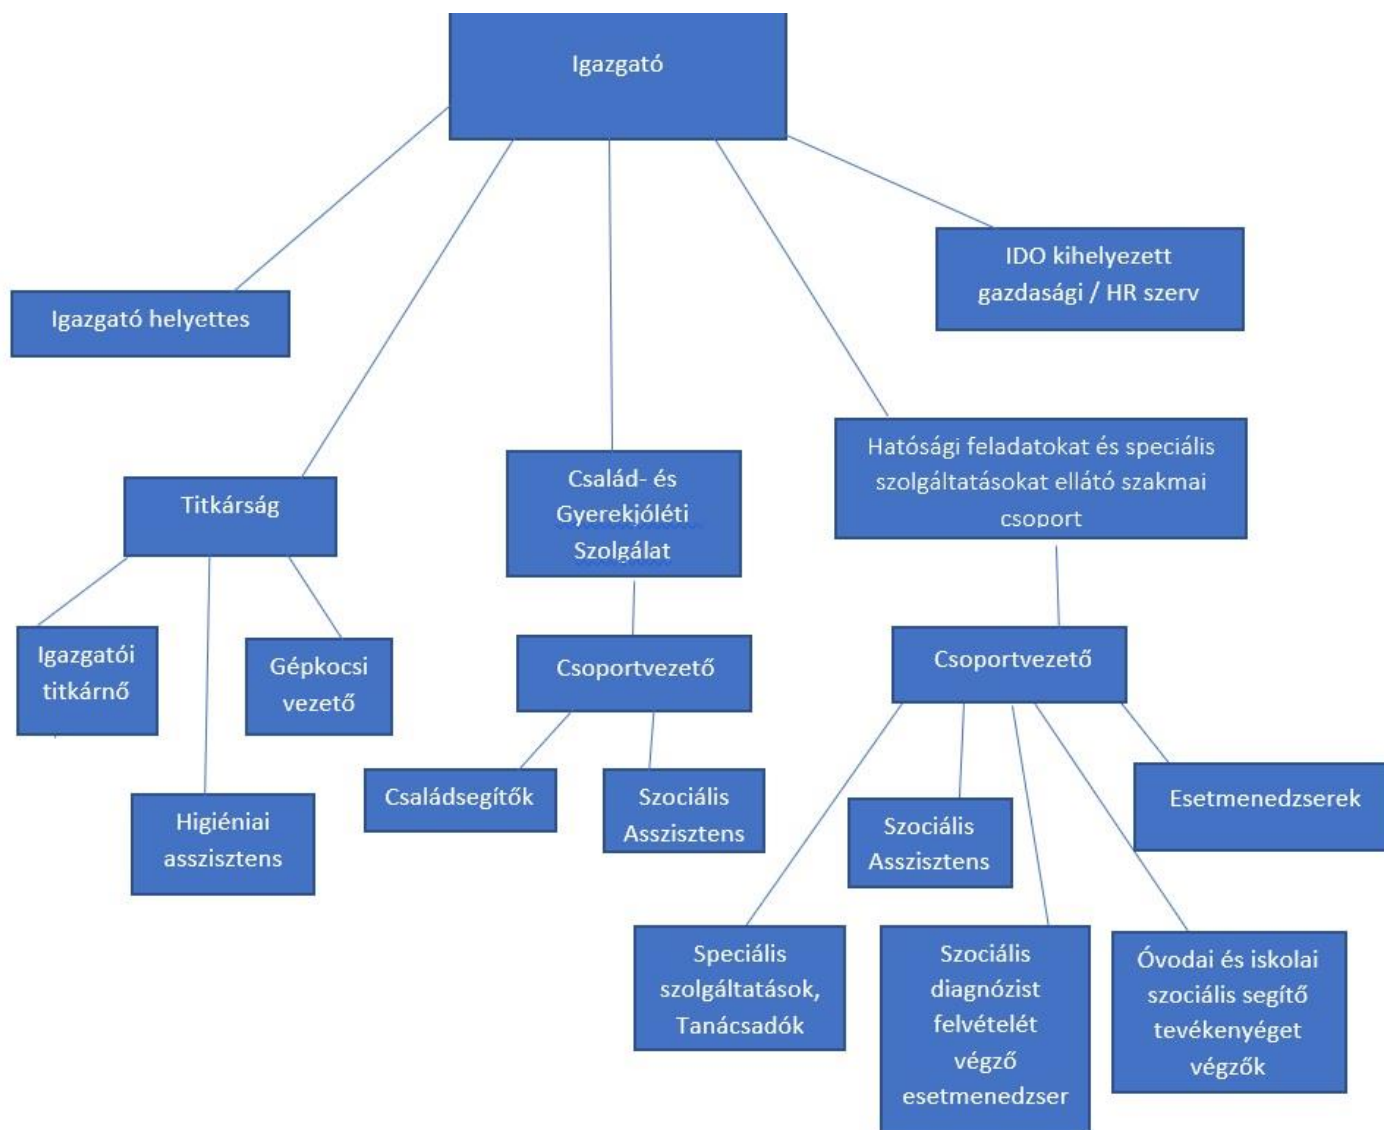 Igazgató
IDO kihelyezett
gazdasági / HR szerv
Igazgató helyettes
Hatósági feladatokat és speciális
szolgáltatásokat ellátó szakmai
csoport
Család- és
Gyerekjóléti
Szolgálat
Titkárság
Igazgatói
titkárnő
Gépkocsi
vezető
Csoportvezető
Csoportvezető
Családsegítők
Szociális
Asszisztens
Esetmenedzserek
Higiéniai
asszisztens
Szociális
Asszisztens
Speciális
szolgáltatások,
Tanácsadók
Szociális
diagnózist
felvételét
végző
esetmenedzser
Óvodai és iskolai
szociális segítő
tevékenyéget
végzők